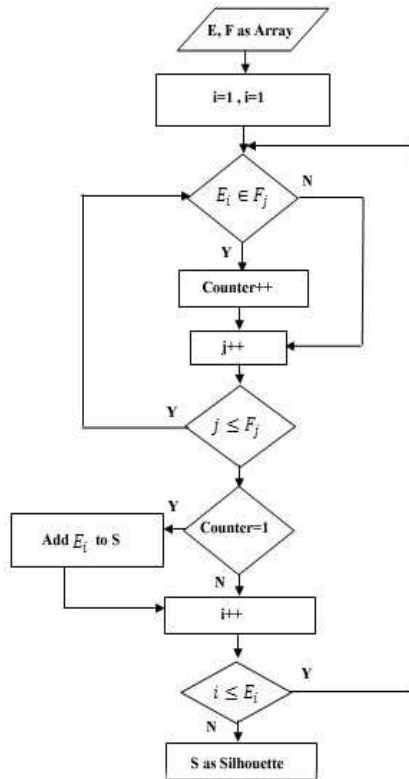 E, F as Array
i=1 , i=1
E_i ∈ F_j
N
Y
Counter++
j++
Y
j ≤ F_j
Y
Counter=1
Add E_i to S
N
i++
i ≤ E_i
Y
N
S as Silhouette